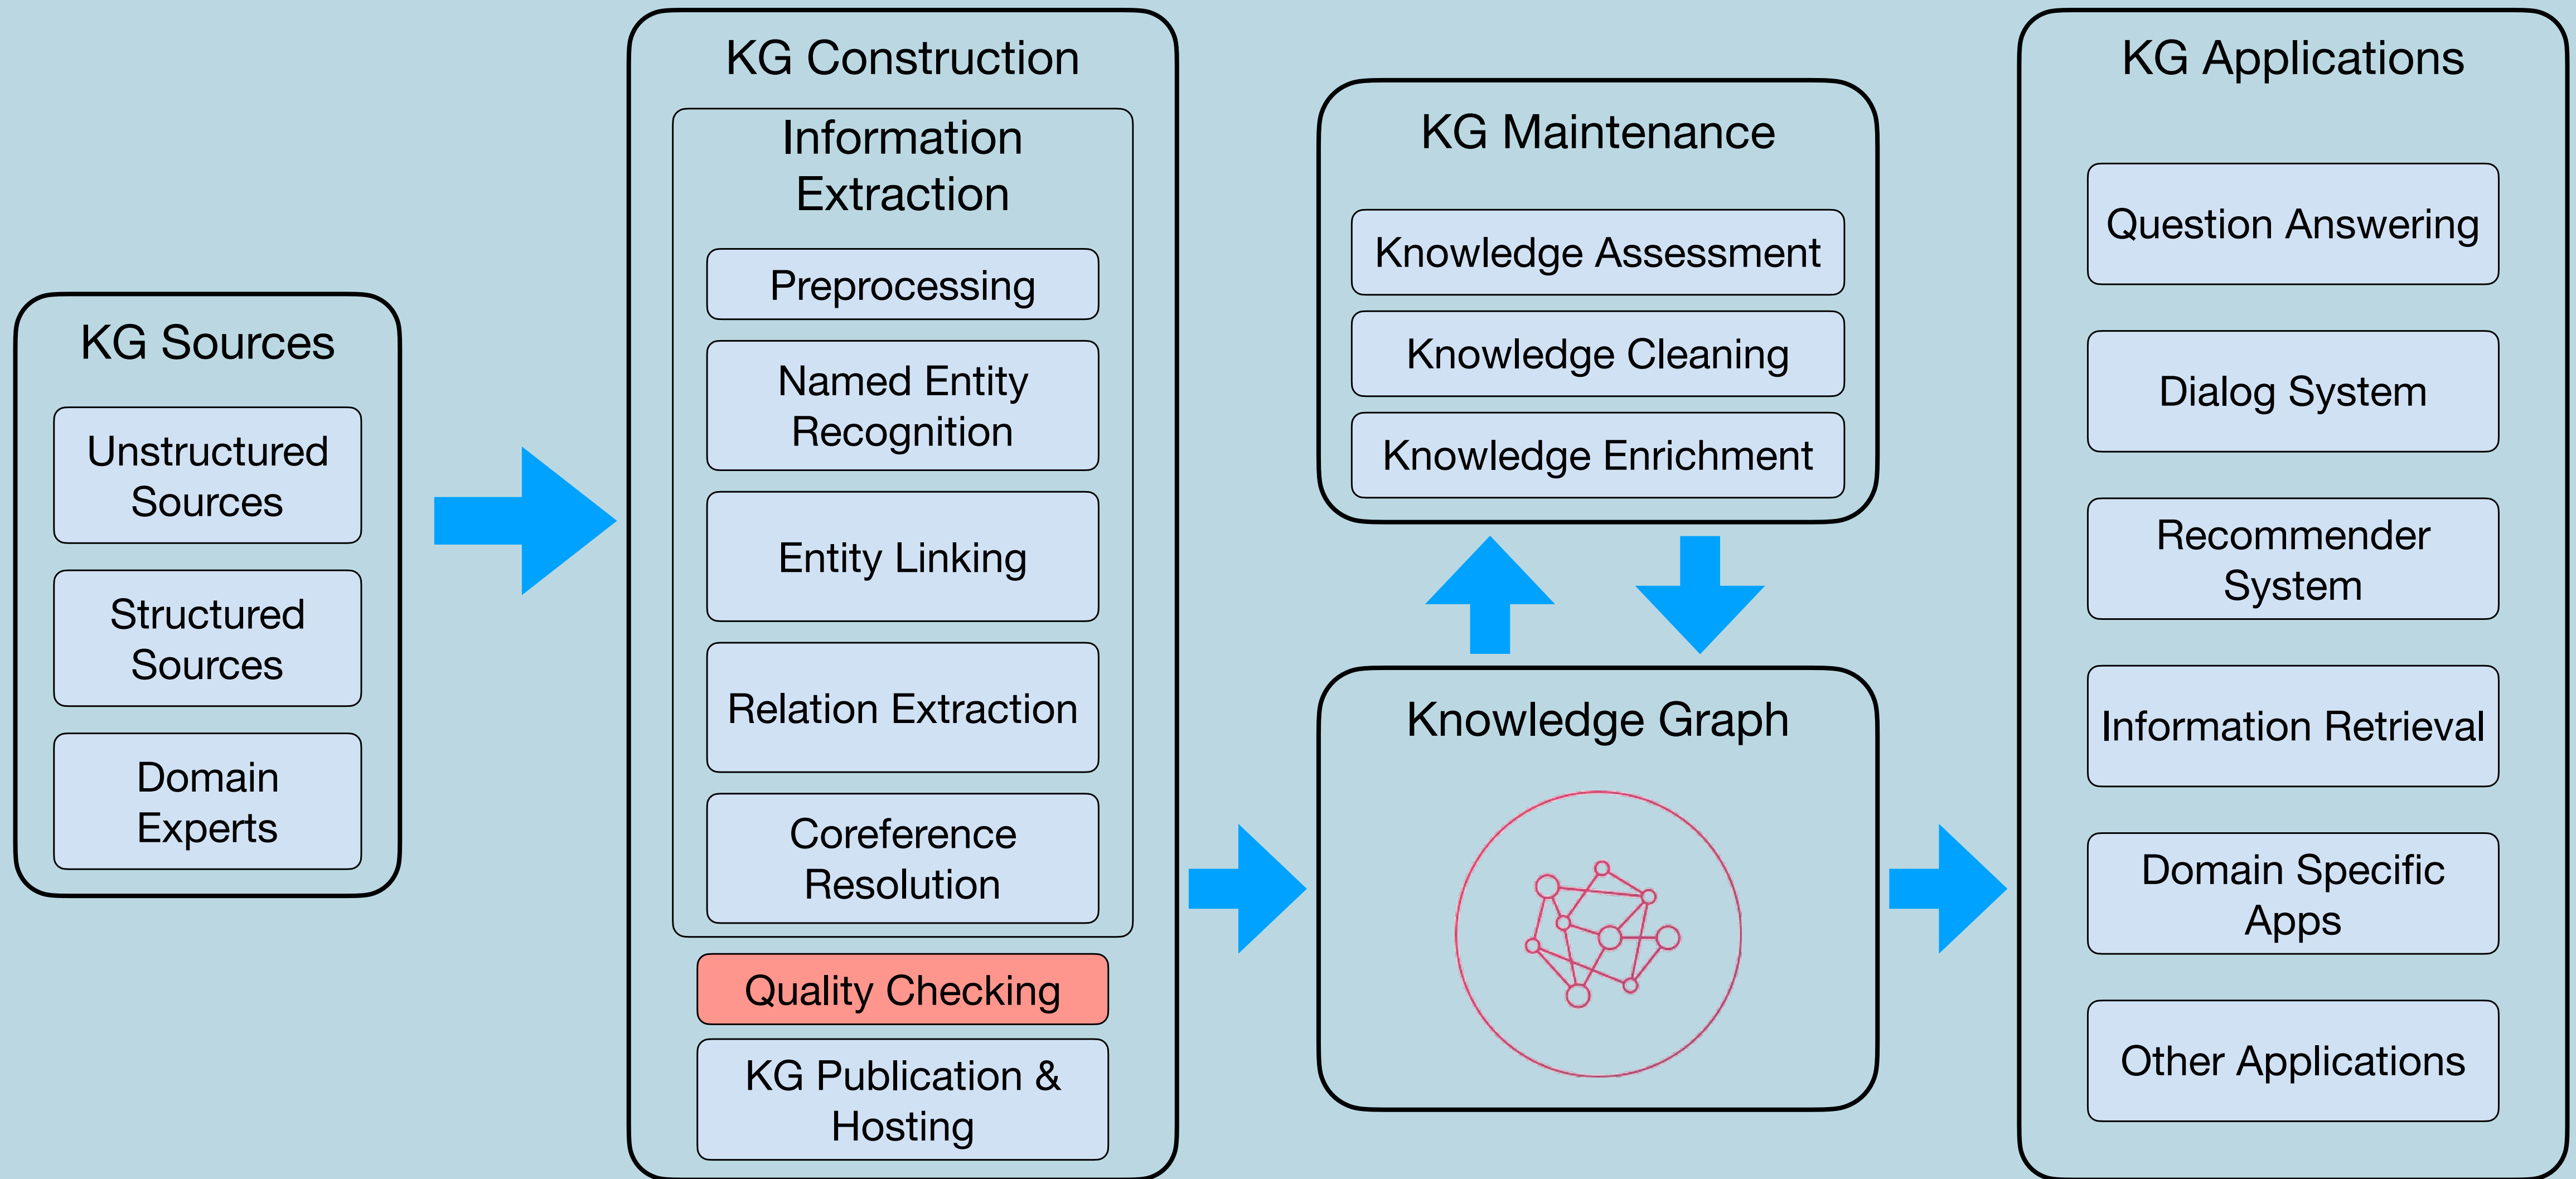 KG Sources
Unstructured
Sources
Structured
Sources
Domain
Experts
KG Construction
Information
Extraction
Preprocessing
Named Entity
Recognition
Entity Linking
Relation Extraction
Coreference
Resolution
Quality Checking
KG Publication &
Hosting
KG Maintenance
Knowledge Assessment
Knowledge Cleaning
Knowledge Enrichment
Knowledge Graph
KG Applications
Question Answering
Dialog System
Recommender
System
Information Retrieval
Domain Specific
Apps
Other Applications